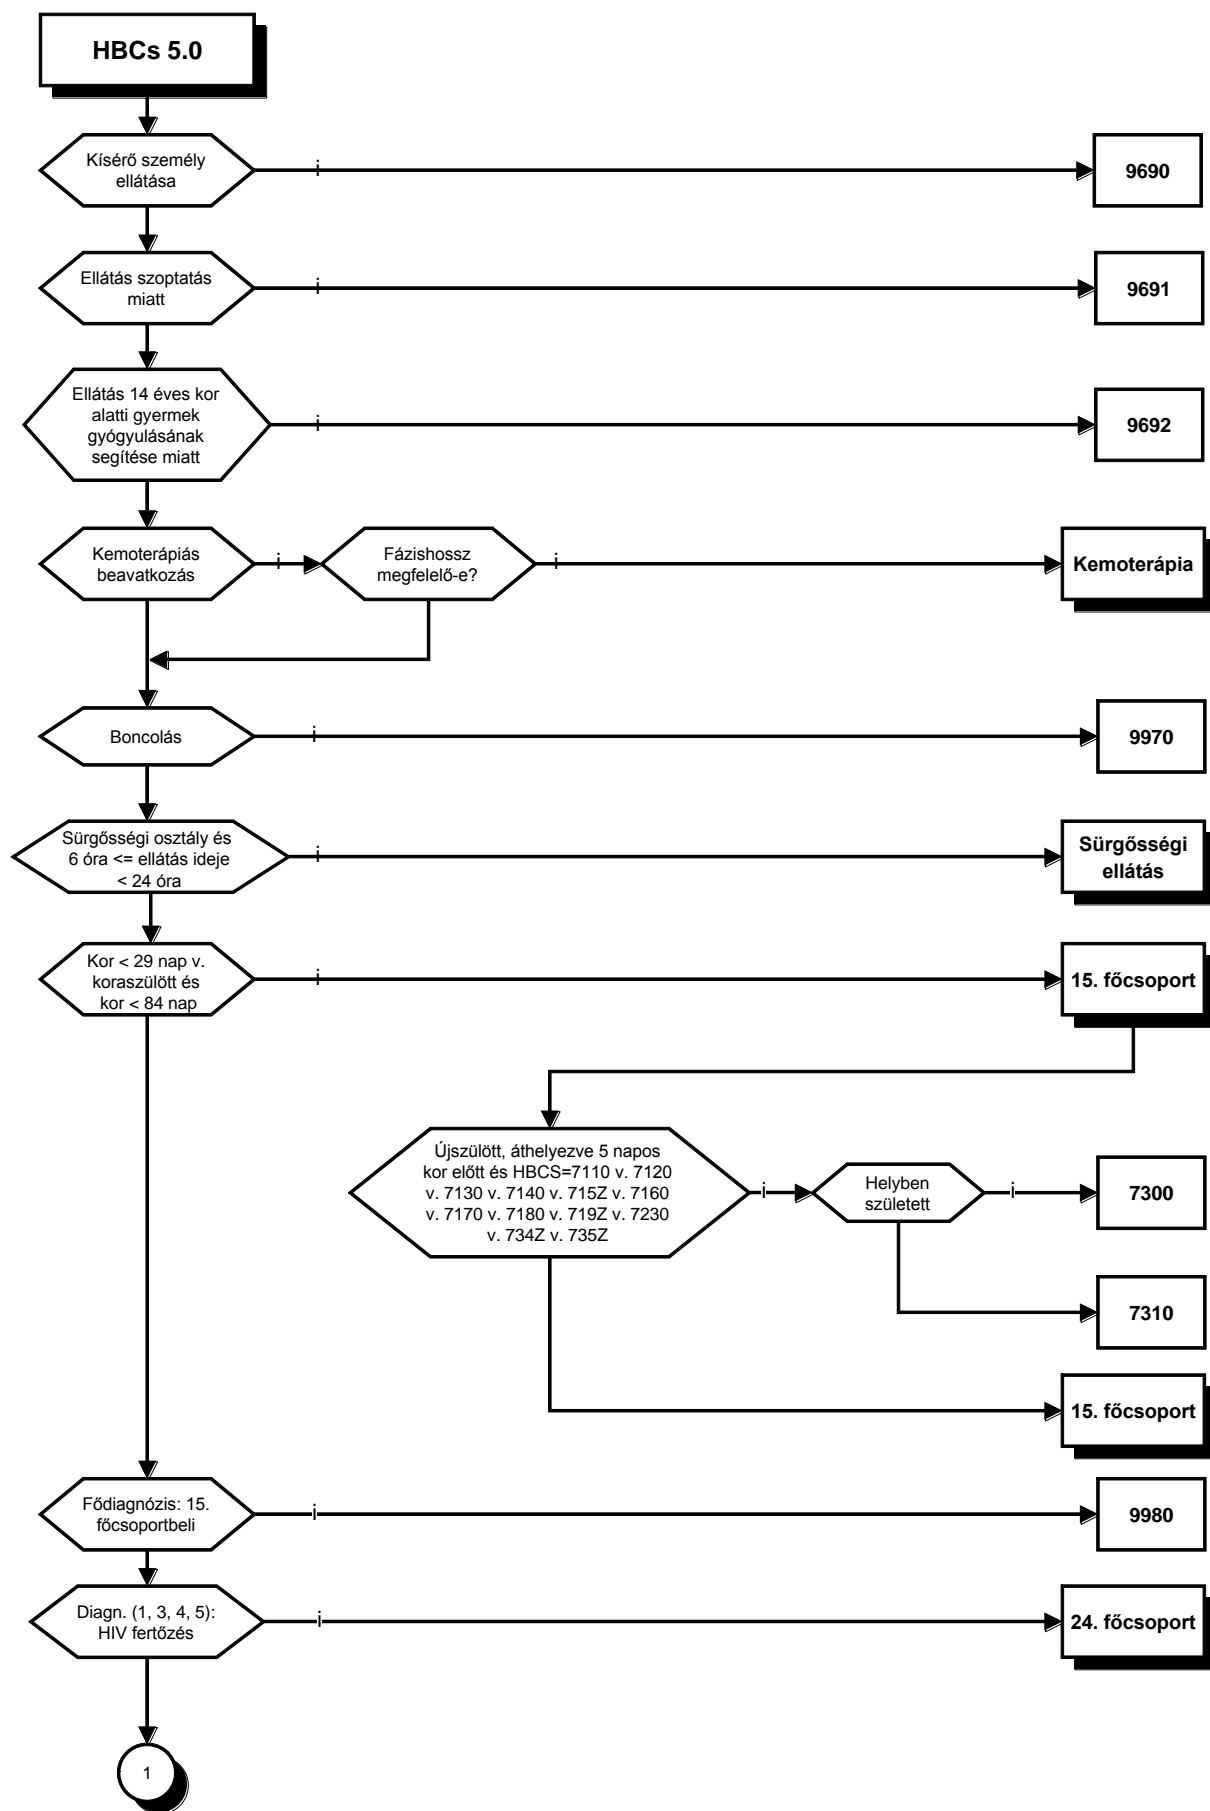 HBCs 5.0
Kísérő személy
ellátása
i
9690
Ellátás szoptatás
miatt
i
9691
Ellátás 14 éves kor
alatti gyermek
gyógyulásának
segítése miatt
i
9692
Kemoterápiás
beavatkozás
i
Fázishossz
megfelelő-e?
i
Kemoterápia
Boncolás
i
9970
Sürgősségi osztály és
6 óra <= ellátás ideje
< 24 óra
i
Sürgősségi
ellátás
Kor < 29 nap v.
koraszülött és
kor < 84 nap
i
15. főcsoport
Újszülött, áthelyezve 5 napos
kor előtt és HBCS=7110 v. 7120
v. 7130 v. 7140 v. 715Z v. 7160
v. 7170 v. 7180 v. 719Z v. 7230
v. 734Z v. 735Z
i
Helyben
született
i
7300
7310
15. főcsoport
Fődiagnózis: 15.
főcsoportbeli
i
9980
Diagn. (1, 3, 4, 5):
HIV fertőzés
i
24. főcsoport
1